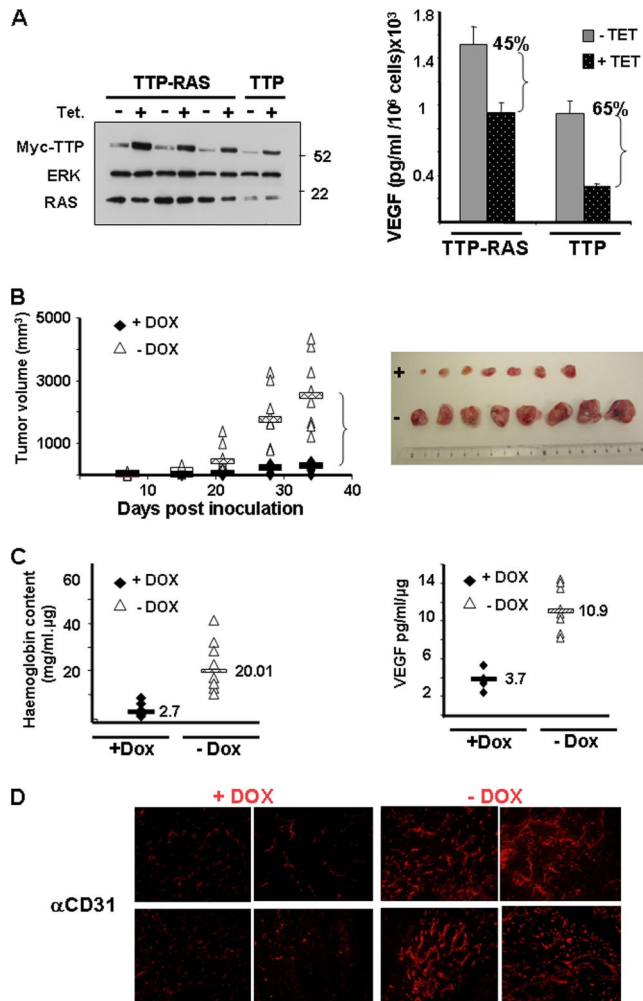 A
TTP-RAS TTP
Tet. - + - + - + - +
Myc-TTP
ERK
RAS
52
22
VEGF (pg/ml /10⁶ cells)x10³
1.8
1.4
1
0.4
- TET
+ TET
45%
65%
TTP-RAS TTP
B
Tumor volume (mm³)
5000
3000
1000
+ DOX
- DOX
10 20 30 40
Days post inoculation
+
-
C
Haemoglobin content
(mg/ml.µg)
60
40
20
+ DOX
- DOX
2.7
20.01
+Dox - Dox
VEGF pg/ml/µg
14
10
6
2
+ DOX
- DOX
3.7
10.9
+Dox - Dox
D
+ DOX - DOX
αCD31